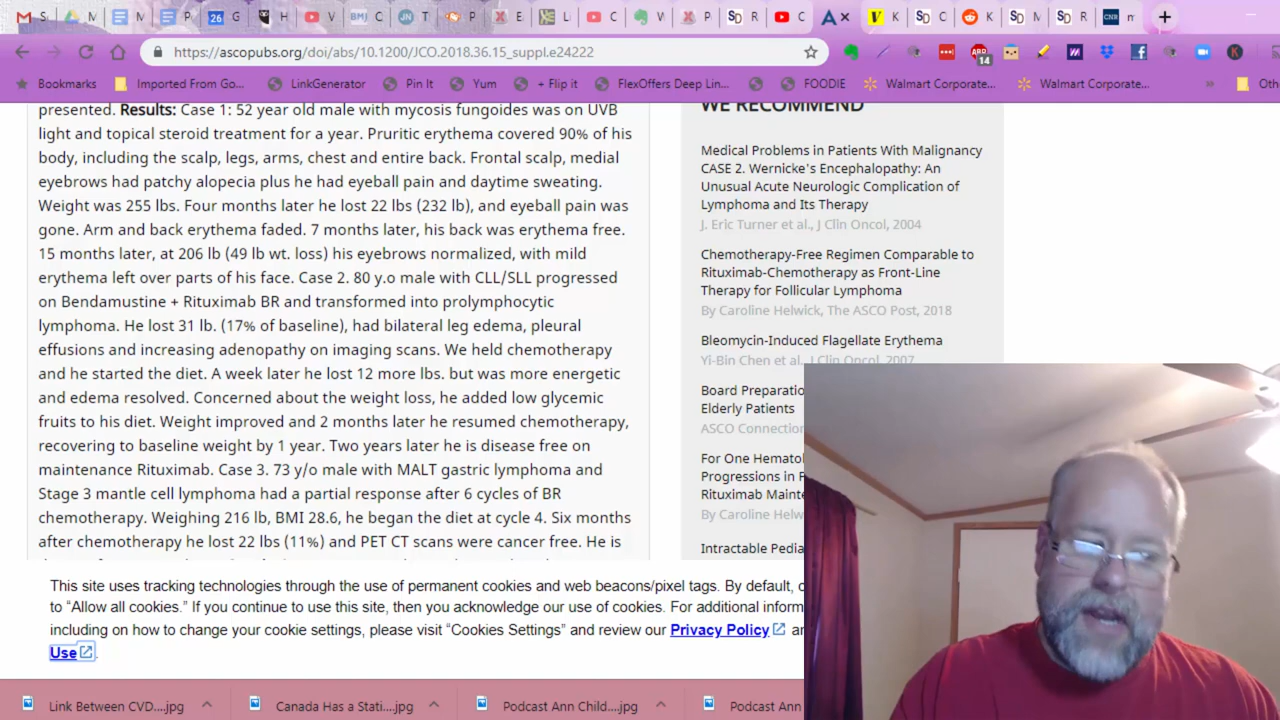 M
M
P
26
G
H
V
BMJ C
JN T
P
E
Li
C
V
P
SD R
C
A
V K
SD C
K
SD M
SD R
CNR n
https://ascopubs.org/doi/abs/10.1200/JCO.2018.36.15_suppl.e24222
ABP
14
K
Bookmarks
Imported From Go...
LinkGenerator
Pin It
Yum
+ Flip it
FlexOffers Deep Lin...
FOODIE
Walmart Corporate...
Walmart Corporate...
»
Oth
presented. Results: Case 1: 52 year old male with mycosis fungoides was on UVB
light and topical steroid treatment for a year. Pruritic erythema covered 90% of his
body, including the scalp, legs, arms, chest and entire back. Frontal scalp, medial
eyebrows had patchy alopecia plus he had eyeball pain and daytime sweating.
Weight was 255 lbs. Four months later he lost 22 lbs (232 lb), and eyeball pain was
gone. Arm and back erythema faded. 7 months later, his back was erythema free.
15 months later, at 206 lb (49 lb wt. loss) his eyebrows normalized, with mild
erythema left over parts of his face. Case 2. 80 y.o male with CLL/SLL progressed
on Bendamustine + Rituximab BR and transformed into prolymphocytic
lymphoma. He lost 31 lb. (17% of baseline), had bilateral leg edema, pleural
effusions and increasing adenopathy on imaging scans. We held chemotherapy
and he started the diet. A week later he lost 12 more lbs. but was more energetic
and edema resolved. Concerned about the weight loss, he added low glycemic
fruits to his diet. Weight improved and 2 months later he resumed chemotherapy,
recovering to baseline weight by 1 year. Two years later he is disease free on
maintenance Rituximab. Case 3. 73 y/o male with MALT gastric lymphoma and
Stage 3 mantle cell lymphoma had a partial response after 6 cycles of BR
chemotherapy. Weighing 216 lb, BMI 28.6, he began the diet at cycle 4. Six months
after chemotherapy he lost 22 lbs (11%) and PET CT scans were cancer free. He is
WE RECOMMEND
Medical Problems in Patients With Malignancy
CASE 2. Wernicke's Encephalopathy: An
Unusual Acute Neurologic Complication of
Lymphoma and Its Therapy
J. Eric Turner et al., J Clin Oncol, 2004
Chemotherapy-Free Regimen Comparable to
Rituximab-Chemotherapy as Front-Line
Therapy for Follicular Lymphoma
By Caroline Helwick, The ASCO Post, 2018
Bleomycin-Induced Flagellate Erythema
Yi-Bin Chen et al., J Clin Oncol, 2007
Board Preparatio
Elderly Patients
ASCO Connection
For One Hemato
Progressions in F
Rituximab Mainte
By Caroline Helw
Intractable Pedia
This site uses tracking technologies through the use of permanent cookies and web beacons/pixel tags. By default, c
to “Allow all cookies.” If you continue to use this site, then you acknowledge our use of cookies. For additional inform
including on how to change your cookie settings, please visit “Cookies Settings” and review our Privacy Policy an
Use.
Link Between CVD....jpg
Canada Has a Stati....jpg
Podcast Ann Child....jpg
Podcast Ann